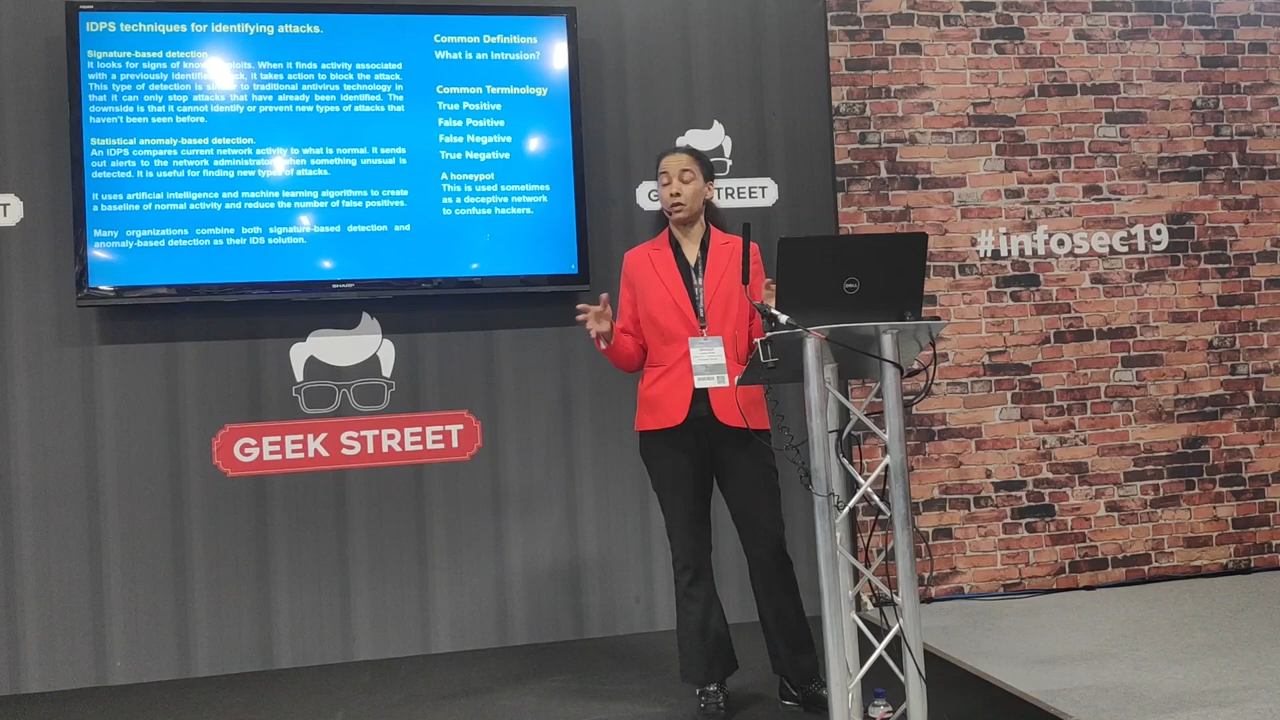 IDPS techniques for identifying attacks.
Signature-based detection
It looks for signs of known exploits. When it finds activity associated
with a previously identified attack, it takes action to block the attack.
This type of detection is similar to traditional antivirus technology in
that it can only stop attacks that have already been identified. The
downside is that it cannot identify or prevent new types of attacks that
haven't been seen before.
Statistical anomaly-based detection.
An IDPS compares current network activity to what is normal. It sends
out alerts to the network administrator when something unusual is
detected. It is useful for finding new types of attacks.
It uses artificial intelligence and machine learning algorithms to create
a baseline of normal activity and reduce the number of false positives.
Many organizations combine both signature-based detection and
anomaly-based detection as their IDS solution.
Common Definitions
What is an Intrusion?
Common Terminology
True Positive
False Positive
False Negative
True Negative
A honeypot
This is used sometimes
as a deceptive network
to confuse hackers.
4
SHARP
GEEK STREET
STREET
T
#infosec19
DELL